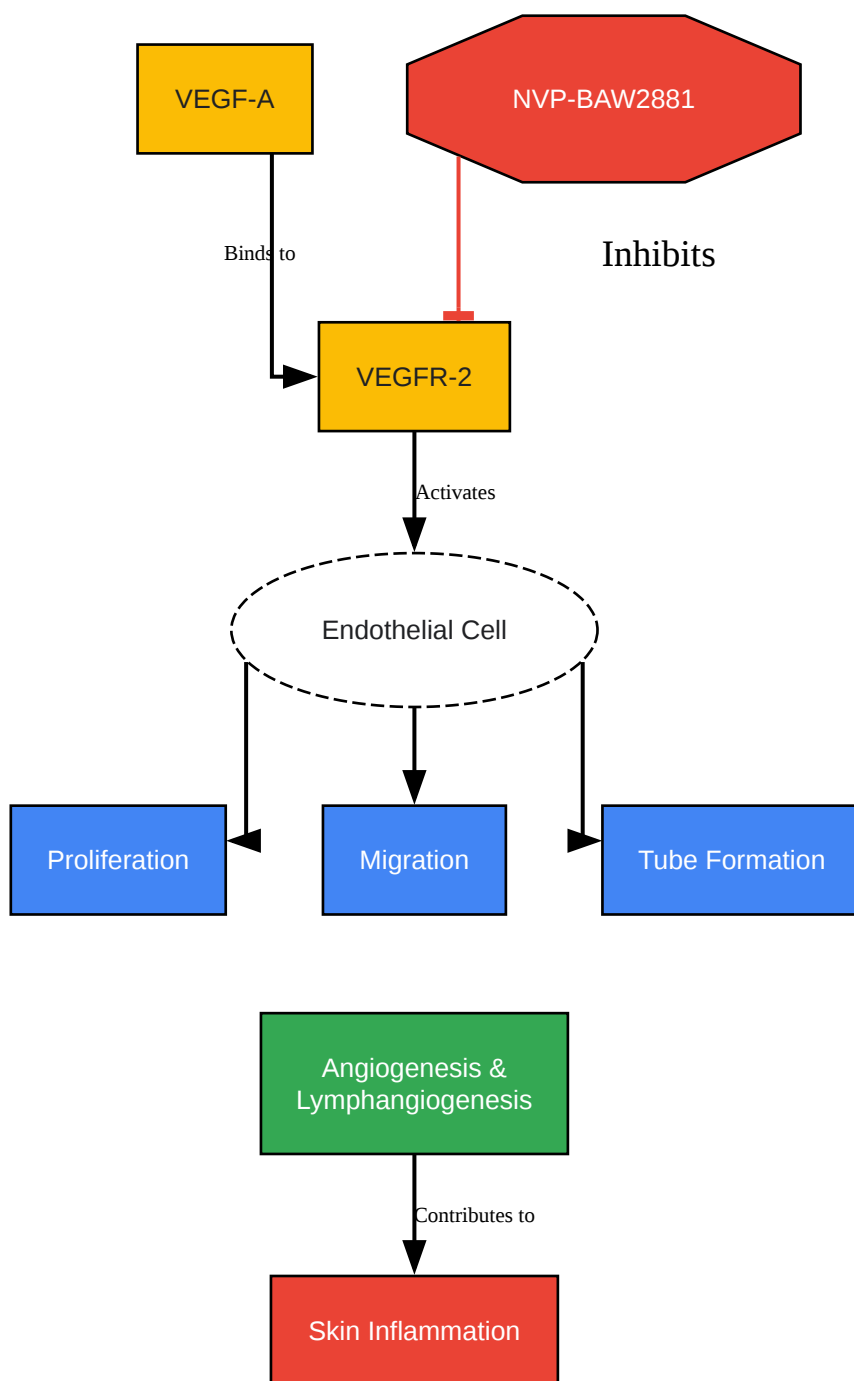 VEGF-A
NVP-BAW2881
Binds to
Inhibits
VEGFR-2
Activates
Endothelial Cell
Proliferation
Migration
Tube Formation
Angiogenesis &
Lymphangiogenesis
Contributes to
Skin Inflammation